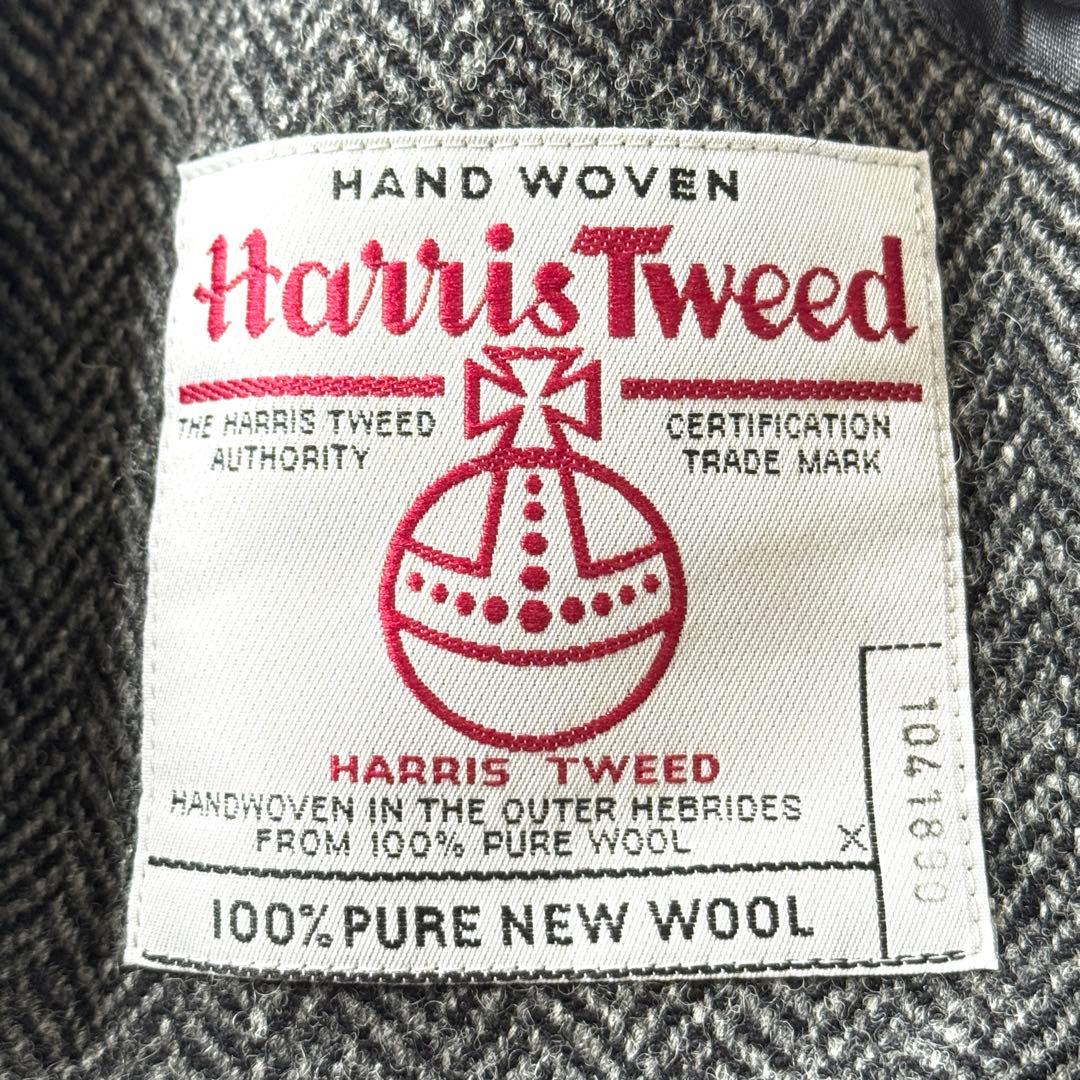 HAND WOVEN
Harris Tweed
THE HARRIS TWEED
AUTHORITY
CERTIFICATION
TRADE MARK
HARRIS TWEED
HANDWOVEN IN THE OUTER HEBRIDES
FROM 100% PURE WOOL
X
1041890
100% PURE NEW WOOL